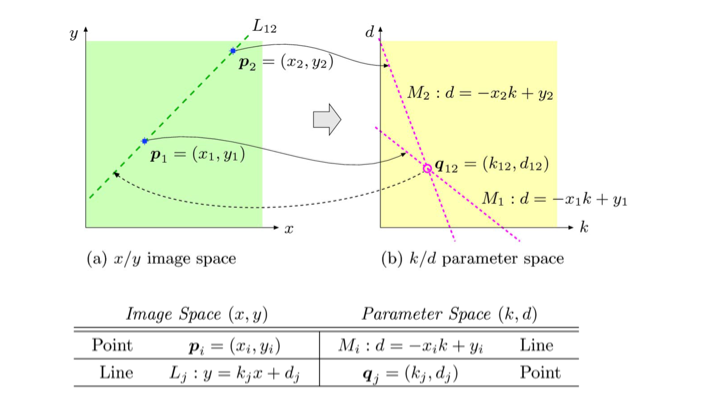 y
L₁₂
p₂ = (x₂, y₂)
p₁ = (x₁, y₁)
x
(a) x/y image space
d
M₂ : d = −x₂k + y₂
q₁₂ = (k₁₂, d₁₂)
M₁ : d = −x₁k + y₁
k
(b) k/d parameter space
Image Space (x, y) Parameter Space (k, d)
Point pᵢ = (xᵢ, yᵢ) Mᵢ : d = −xᵢk + yᵢ Line
Line Lⱼ : y = kⱼx + dⱼ qⱼ = (kⱼ, dⱼ) Point